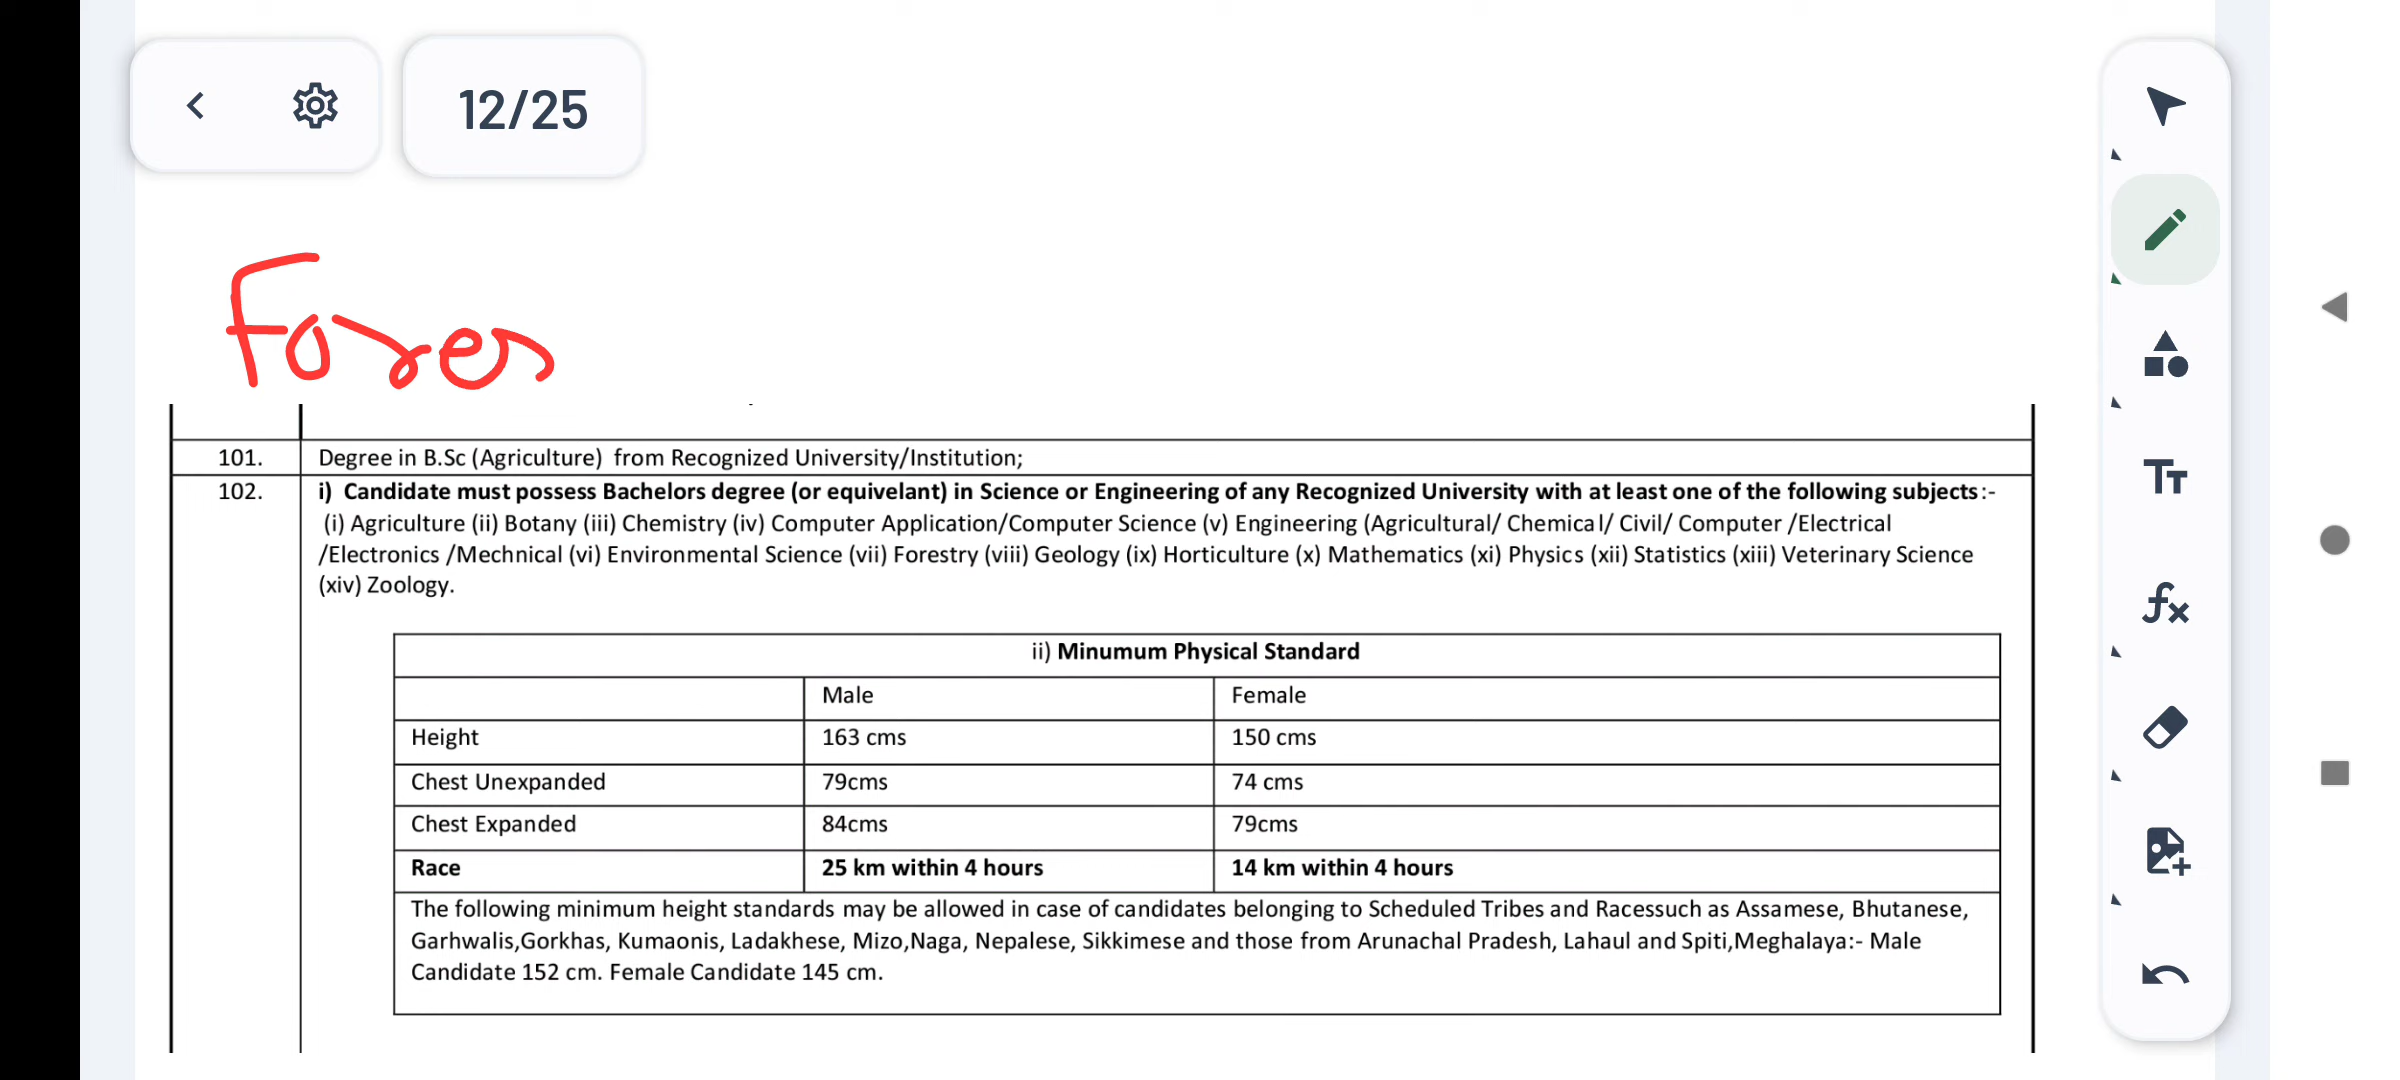 12/25
Fores
101. Degree in B.Sc (Agriculture) from Recognized University/Institution;
102. i) Candidate must possess Bachelors degree (or equivelant) in Science or Engineering of any Recognized University with at least one of the following subjects:-
(i) Agriculture (ii) Botany (iii) Chemistry (iv) Computer Application/Computer Science (v) Engineering (Agricultural/ Chemical/ Civil/ Computer /Electrical
/Electronics /Mechnical (vi) Environmental Science (vii) Forestry (viii) Geology (ix) Horticulture (x) Mathematics (xi) Physics (xii) Statistics (xiii) Veterinary Science
(xiv) Zoology.
ii) Minumum Physical Standard
Male Female
Height 163 cms 150 cms
Chest Unexpanded 79cms 74 cms
Chest Expanded 84cms 79cms
Race 25 km within 4 hours 14 km within 4 hours
The following minimum height standards may be allowed in case of candidates belonging to Scheduled Tribes and Racessuch as Assamese, Bhutanese,
Garhwalis,Gorkhas, Kumaonis, Ladakhese, Mizo,Naga, Nepalese, Sikkimese and those from Arunachal Pradesh, Lahaul and Spiti,Meghalaya:- Male
Candidate 152 cm. Female Candidate 145 cm.
Tт
fx